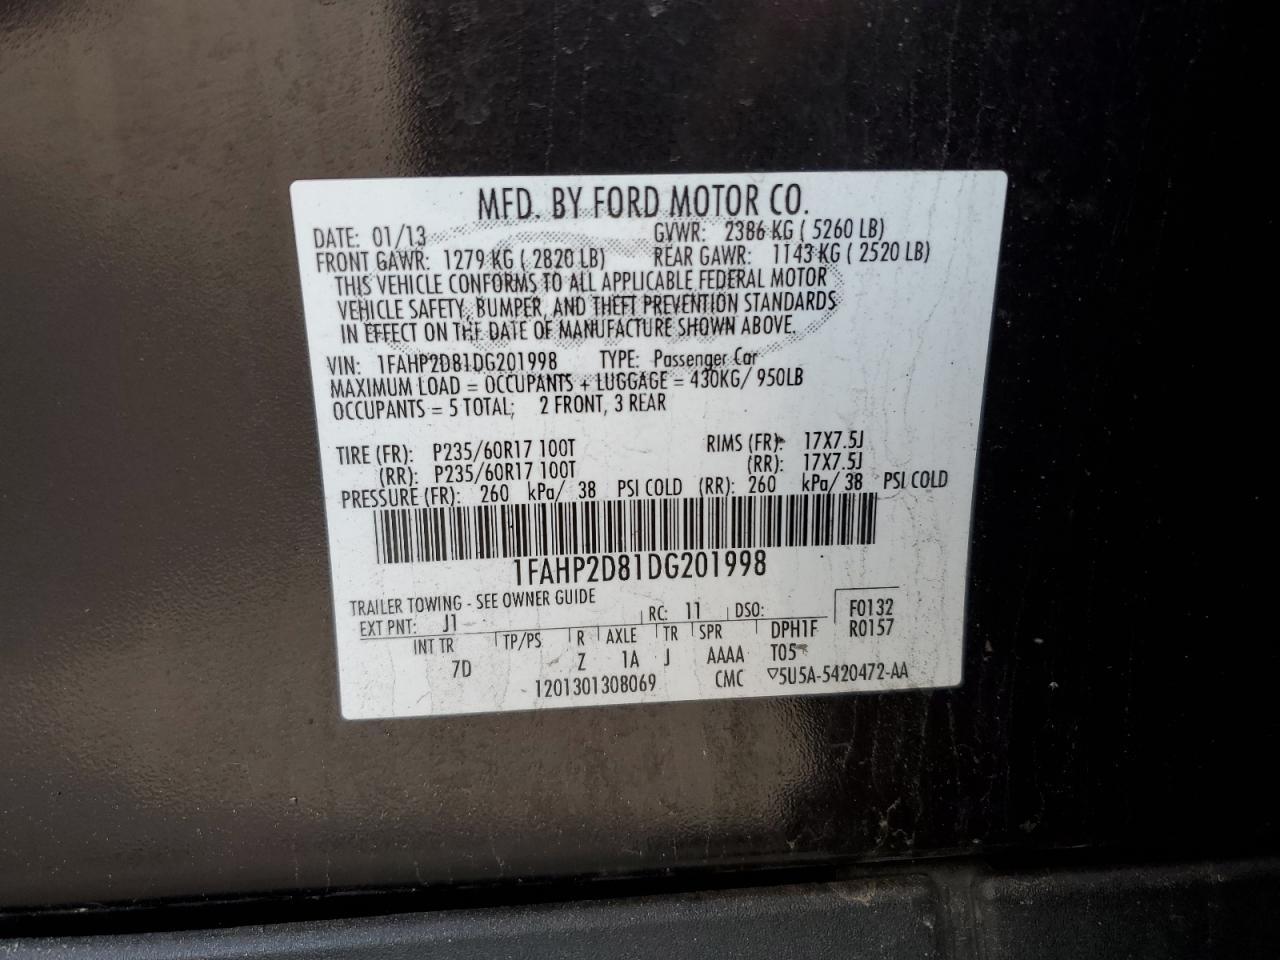 MFD. BY FORD MOTOR CO.
DATE: 01/13 GVWR: 2386 KG ( 5260 LB)
FRONT GAWR: 1279 KG ( 2820 LB) REAR GAWR: 1143 KG ( 2520 LB)
THIS VEHICLE CONFORMS TO ALL APPLICABLE FEDERAL MOTOR
VEHICLE SAFETY, BUMPER, AND THEFT PREVENTION STANDARDS
IN EFFECT ON THE DATE OF MANUFACTURE SHOWN ABOVE.
VIN: 1FAHP2D81DG201998 TYPE: Passenger Car
MAXIMUM LOAD = OCCUPANTS + LUGGAGE = 430KG/ 950LB
OCCUPANTS = 5 TOTAL; 2 FRONT, 3 REAR
TIRE (FR): P235/60R17 100T RIMS (FR): 17X7.5J
(RR): P235/60R17 100T (RR): 17X7.5J
PRESSURE (FR): 260 kPa/ 38 PSI COLD (RR): 260 kPa/ 38 PSI COLD
1FAHP2D81DG201998
TRAILER TOWING - SEE OWNER GUIDE
EXT PNT: J1 RC: 11 DSO: F0132
INT TR TP/PS R AXLE TR SPR DPH1F R0157
7D Z 1A J AAAA T05
1201301308069 CMC ▽5U5A-5420472-AA